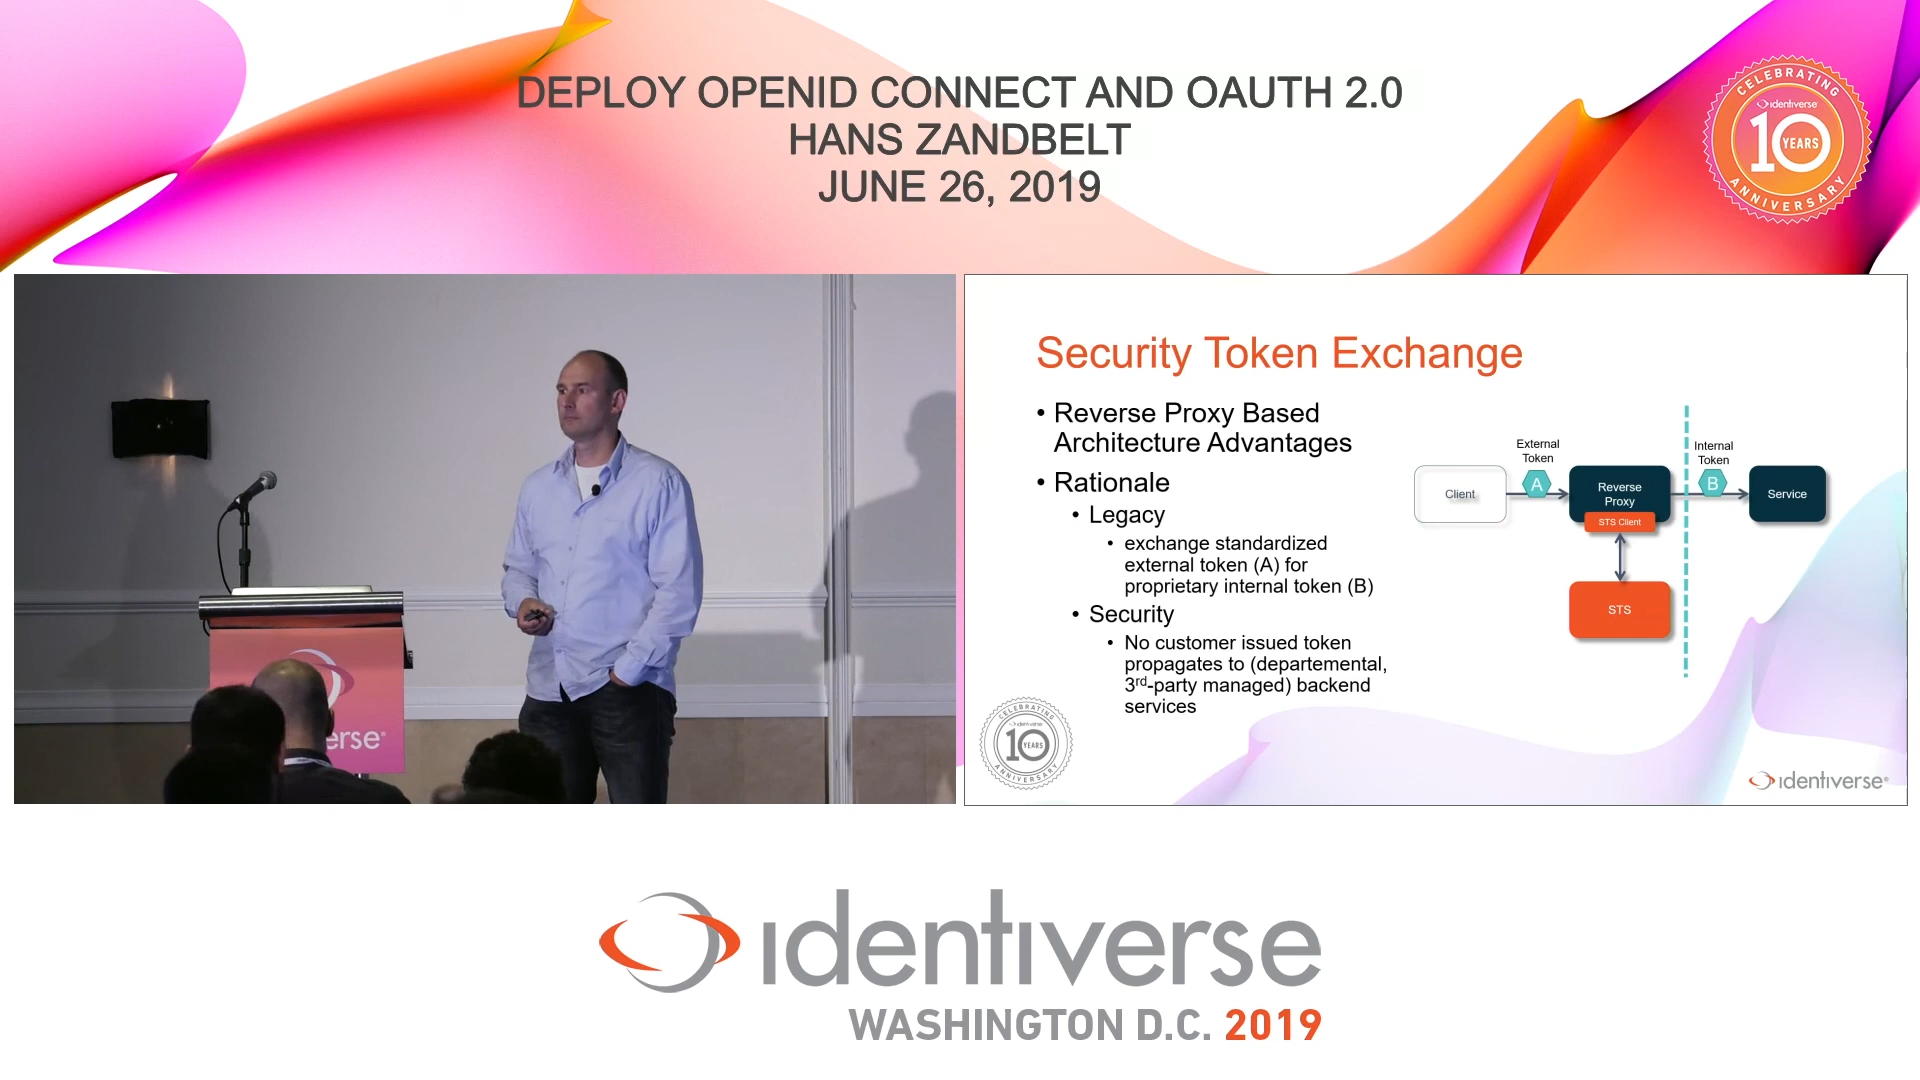 DEPLOY OPENID CONNECT AND OAUTH 2.0
HANS ZANDBELT
JUNE 26, 2019
CELEBRATING
identiverse
10
YEARS
ANNIVERSARY
erse
Security Token Exchange
• Reverse Proxy Based
Architecture Advantages
• Rationale
• Legacy
• exchange standardized
external token (A) for
proprietary internal token (B)
• Security
• No customer issued token
propagates to (departemental,
3rd-party managed) backend
services
External
Token
Internal
Token
Client
A
Reverse
Proxy
B
Service
STS Client
STS
CELEBRATING
identiverse
10
YEARS
ANNIVERSARY
identiverse®
identiverse
WASHINGTON D.C. 2019